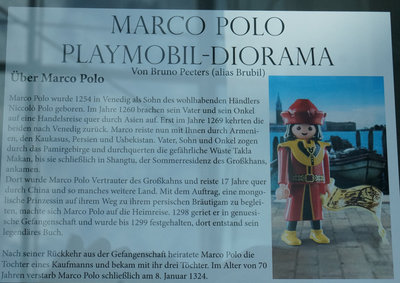 MARCO POLO
PLAYMOBIL-DIORAMA
Von Bruno Peeters (alias Brubil)
Über Marco Polo
Marco Polo wurde 1254 in Venedig als Sohn des wohlhabenden Händlers
Niccolò Polo geboren. Im Jahre 1260 brachen sein Vater und sein Onkel
auf eine Handelsreise quer durch Asien auf. Erst im Jahre 1269 kehrten die
beiden nach Venedig zurück. Marco reiste nun mit Ihnen durch Armeni-
en, den Kaukasus, Persien und Usbekistan. Vater, Sohn und Onkel zogen
durch das Pamirgebirge und durchquerten die gefährliche Wüste Takla
Makan, bis sie schließlich in Shangtu, der Sommerresidenz des Großkhans,
ankamen.
Dort wurde Marco Polo Vertrauter des Großkahns und reiste 17 Jahre quer
durch China und so manches weitere Land. Mit dem Auftrag, eine mongo-
lische Prinzessin auf ihrem Weg zu ihrem persischen Bräutigam zu beglei-
ten, machte sich Marco Polo auf die Heimreise. 1298 geriet er in genuesi-
sche Gefangenschaft und wurde bis 1299 festgehalten, dort entstand sein
legendäres Buch.
Nach seiner Rückkehr aus der Gefangenschaft heiratete Marco Polo die
Tochter eines Kaufmanns und bekam mit ihr drei Töchter. Im Alter von 70
Jahren verstarb Marco Polo schließlich am 8. Januar 1324.